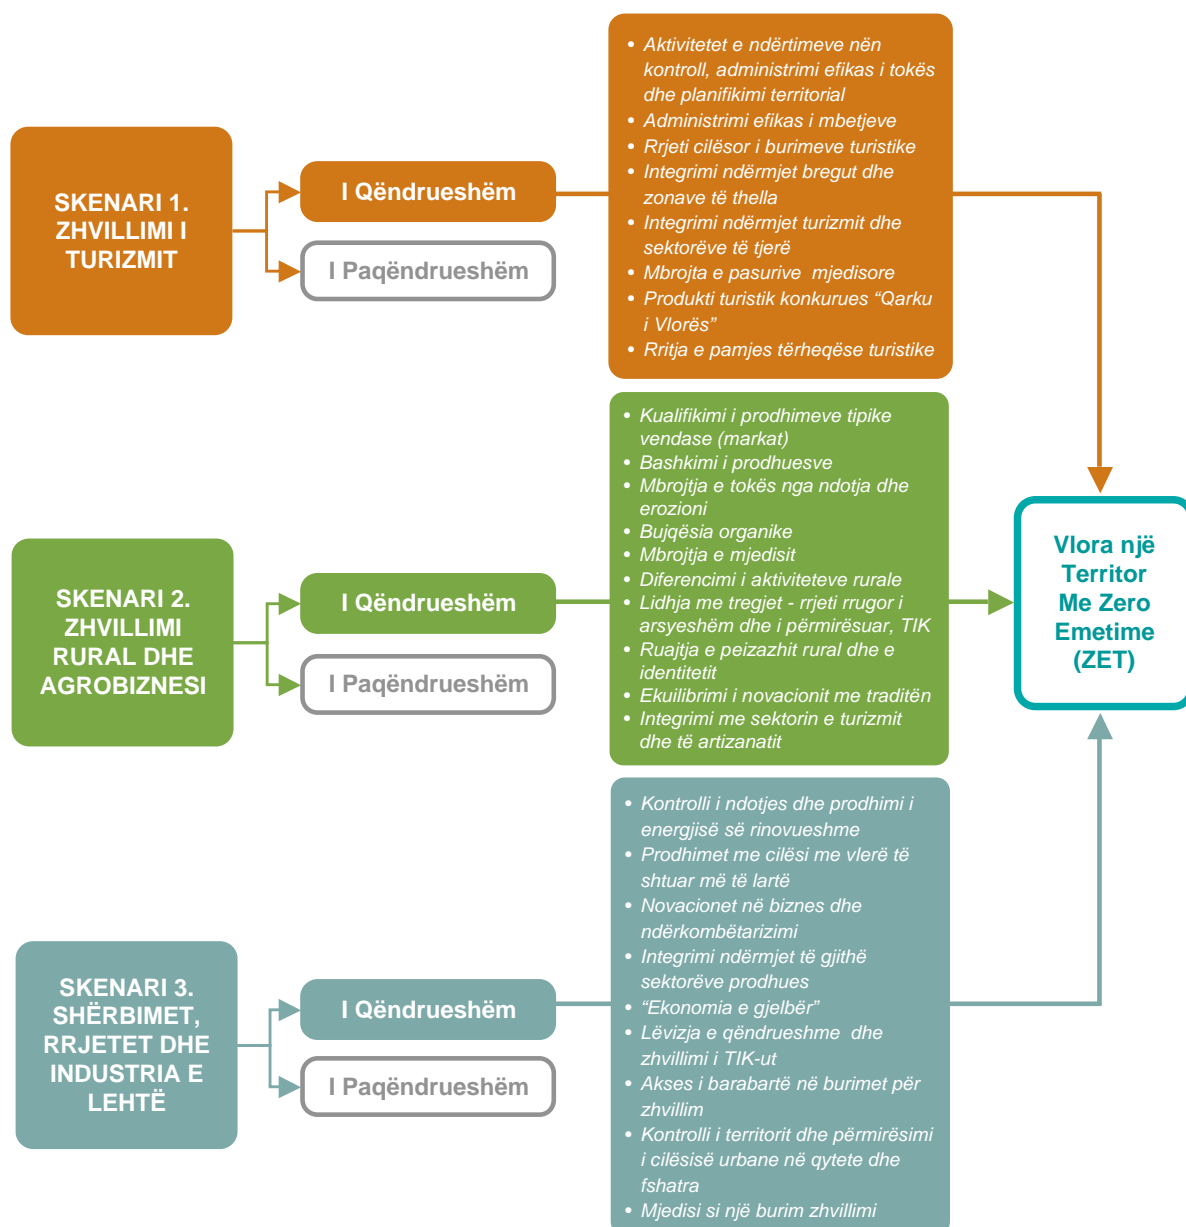 SKENARI 1.
ZHVILLIMI I
TURIZMIT
I Qëndrueshëm
I Paqëndrueshëm
• Aktivitetet e ndërtimeve nën
kontroll, administrimi efikas i tokës
dhe planifikimi territorial
• Administrimi efikas i mbetjeve
• Rrjeti cilësor i burimeve turistike
• Integrimi ndërmjet bregut dhe
zonave të thella
• Integrimi ndërmjet turizmit dhe
sektorëve të tjerë
• Mbrojta e pasurive mjedisore
• Produkti turistik konkurues “Qarku
i Vlorës”
• Rritja e pamjes tërheqëse turistike
SKENARI 2.
ZHVILLIMI
RURAL DHE
AGROBIZNESI
I Qëndrueshëm
I Paqëndrueshëm
• Kualifikimi i prodhimeve tipike
vendase (markat)
• Bashkimi i prodhuesve
• Mbrojtja e tokës nga ndotja dhe
erozioni
• Bujqësia organike
• Mbrojtja e mjedisit
• Diferencimi i aktiviteteve rurale
• Lidhja me tregjet - rrjeti rrugor i
arsyeshëm dhe i përmirësuar, TIK
• Ruajtja e peizazhit rural dhe e
identitetit
• Ekuilibrimi i novacionit me traditën
• Integrimi me sektorin e turizmit
dhe të artizanatit
Vlora një
Territor
Me Zero
Emetime
(ZET)
SKENARI 3.
SHËRBIMET,
RRJETET DHE
INDUSTRIA E
LEHTË
I Qëndrueshëm
I Paqëndrueshëm
• Kontrolli i ndotjes dhe prodhimi i
energjisë së rinovueshme
• Prodhimet me cilësi me vlerë të
shtuar më të lartë
• Novacionet në biznes dhe
ndërkombëtarizimi
• Integrimi ndërmjet të gjithë
sektorëve prodhues
• “Ekonomia e gjelbër”
• Lëvizja e qëndrueshme dhe
zhvillimi i TIK-ut
• Akses i barabartë në burimet për
zhvillim
• Kontrolli i territorit dhe përmirësimi
i cilësisë urbane në qytete dhe
fshatra
• Mjedisi si një burim zhvillimi